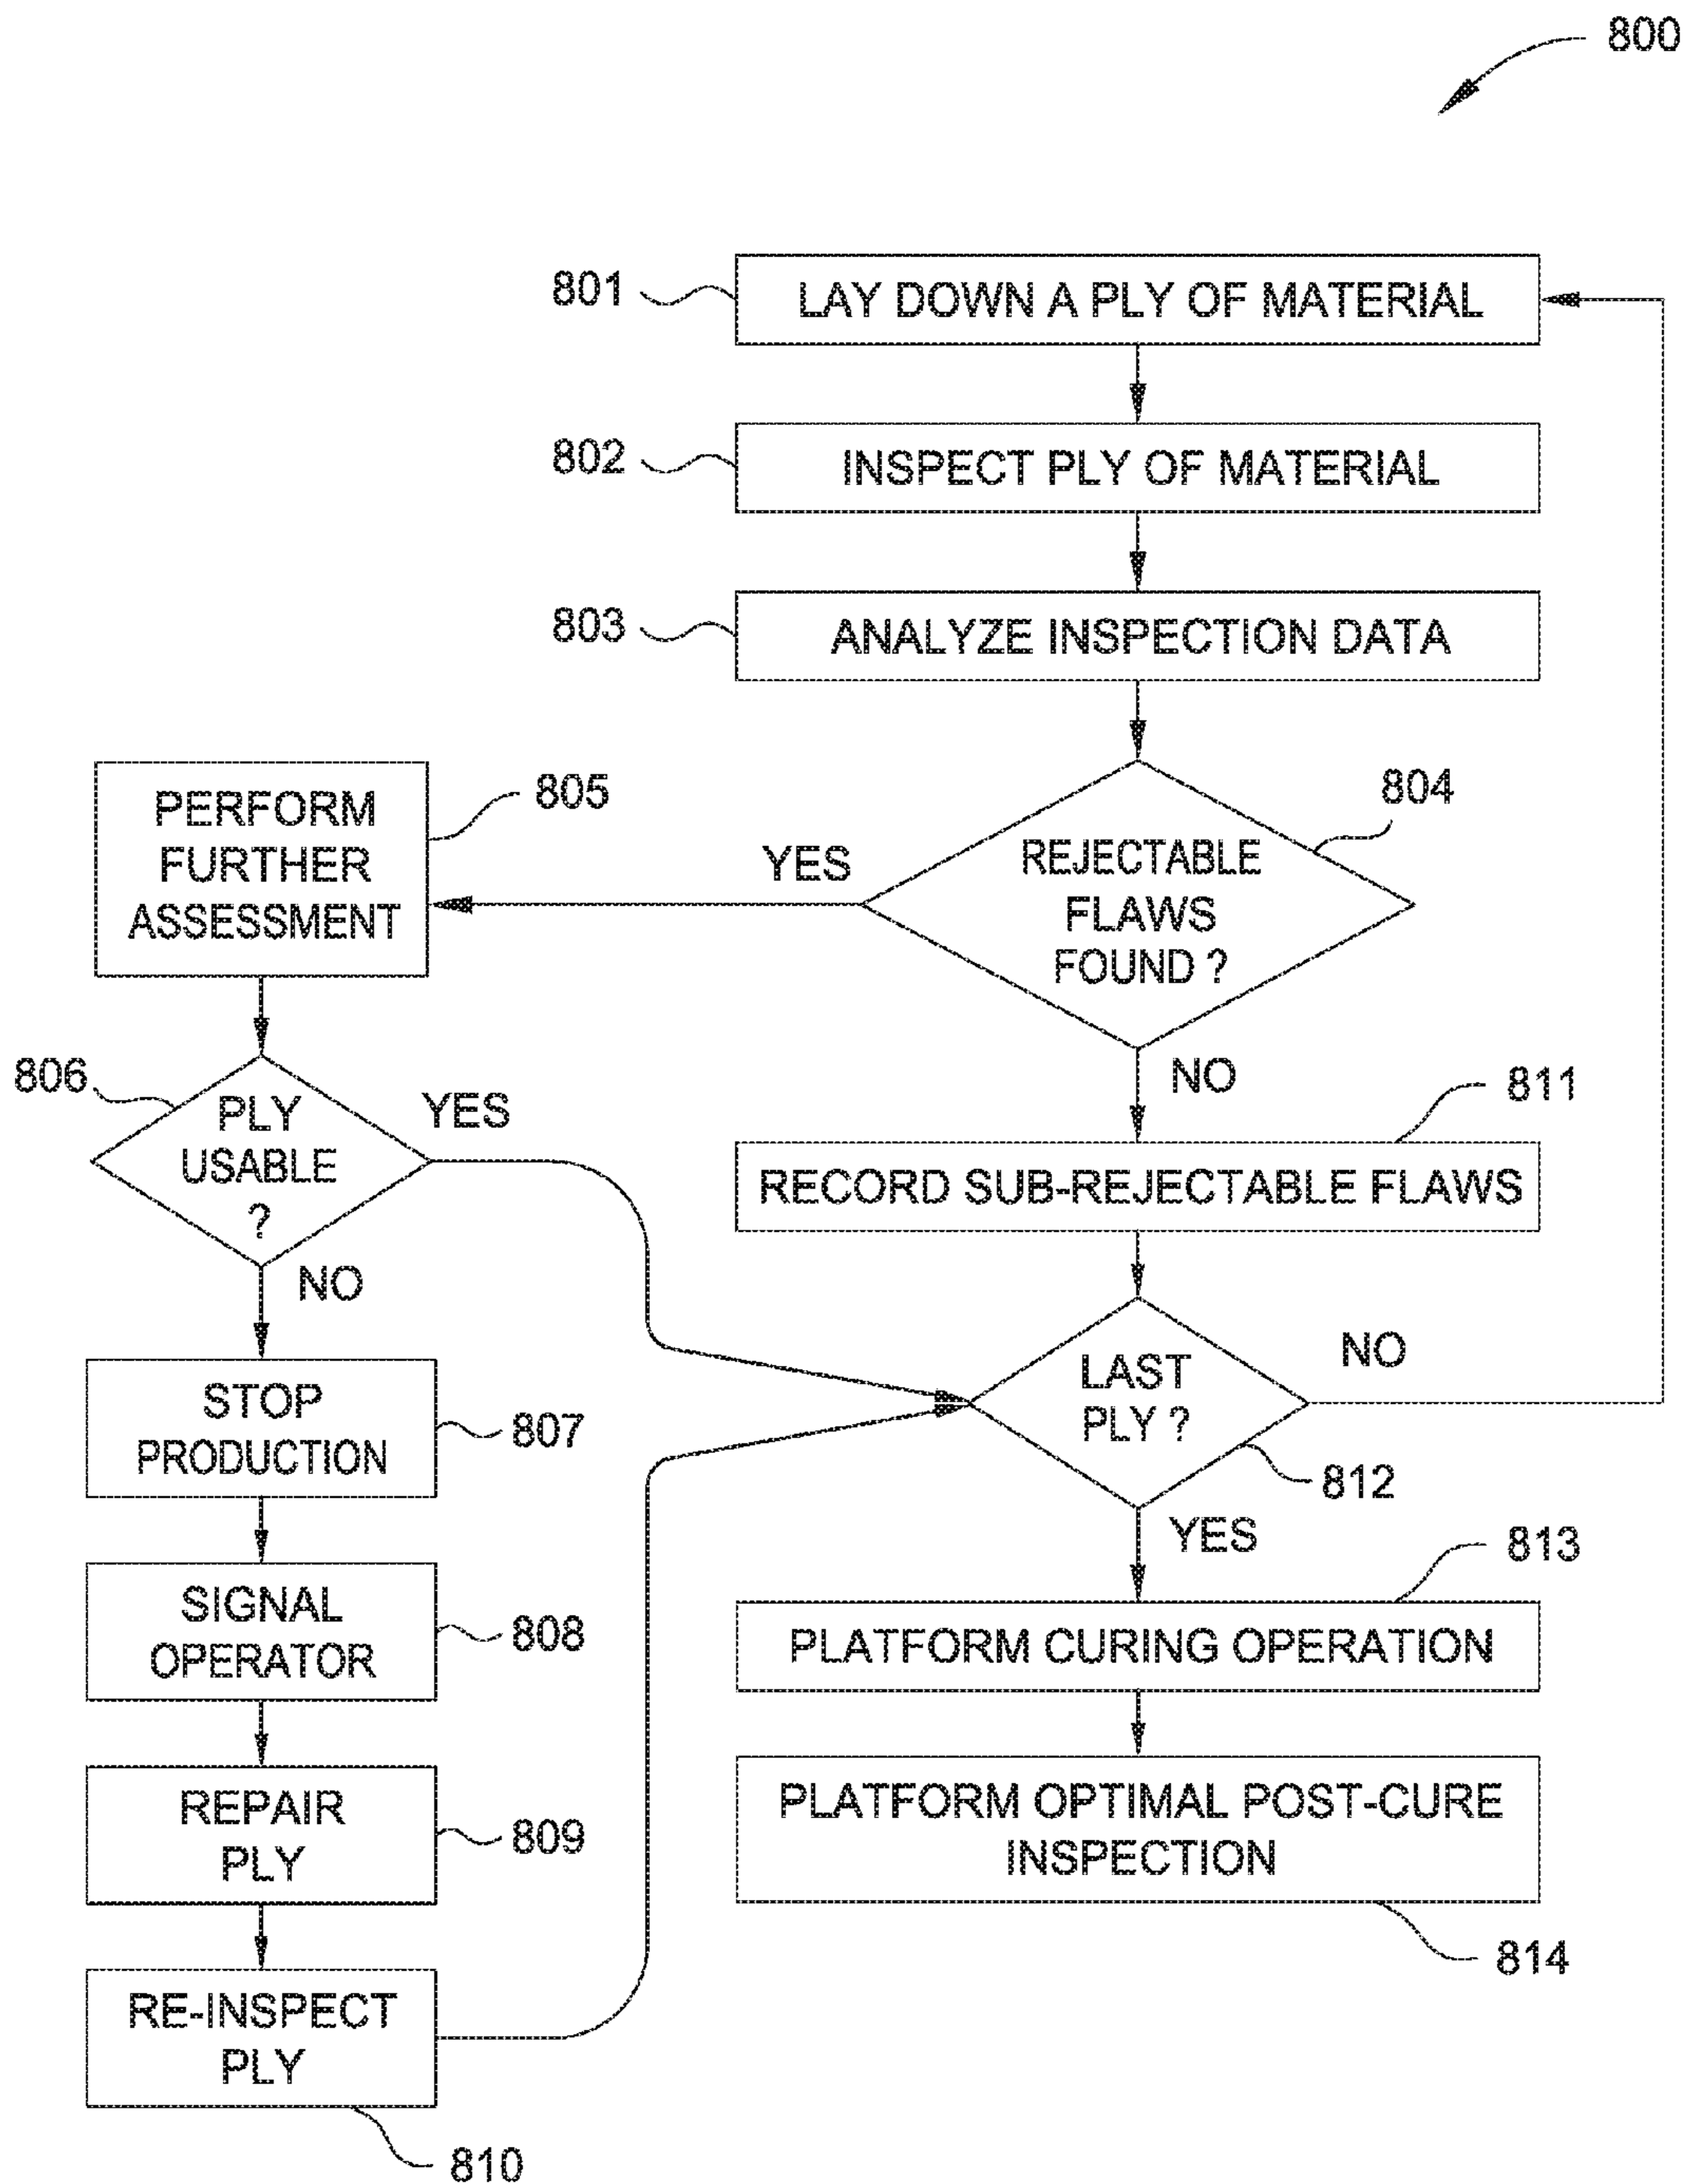 800
801
LAY DOWN A PLY OF MATERIAL
802
INSPECT PLY OF MATERIAL
803
ANALYZE INSPECTION DATA
804
REJECTABLE
FLAWS
FOUND ?
YES
NO
805
PERFORM
FURTHER
ASSESSMENT
806
PLY
USABLE
?
YES
NO
STOP
PRODUCTION
807
SIGNAL
OPERATOR
808
REPAIR
PLY
809
RE-INSPECT
PLY
810
811
RECORD SUB-REJECTABLE FLAWS
LAST
PLY ?
NO
812
YES
813
PLATFORM CURING OPERATION
PLATFORM OPTIMAL POST-CURE
INSPECTION
814